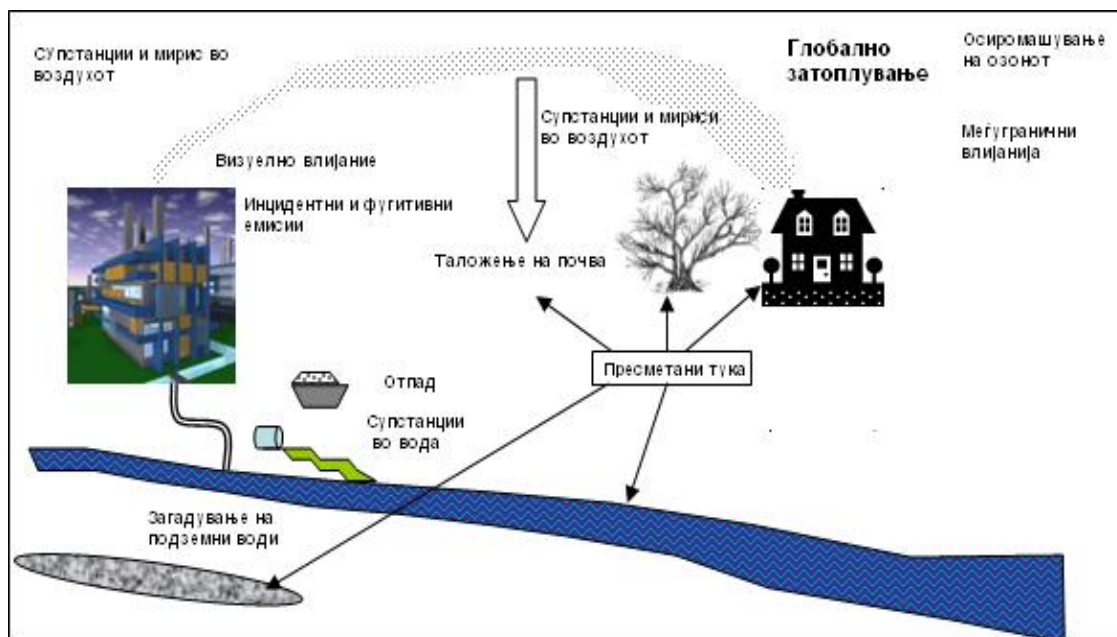 СУпстанции и мирис во
воздухот
Глобално
затоплување
Осиромашување
на озонот
Супстанции и мириси
во воздухот
Меѓугранични
влијанија
Визуелно влијание
Инцидентни и фугитивни
емисии
Таложење на почва
Пресметани тука
Отпад
Супстанции
во вода
Загадување на
подземни води